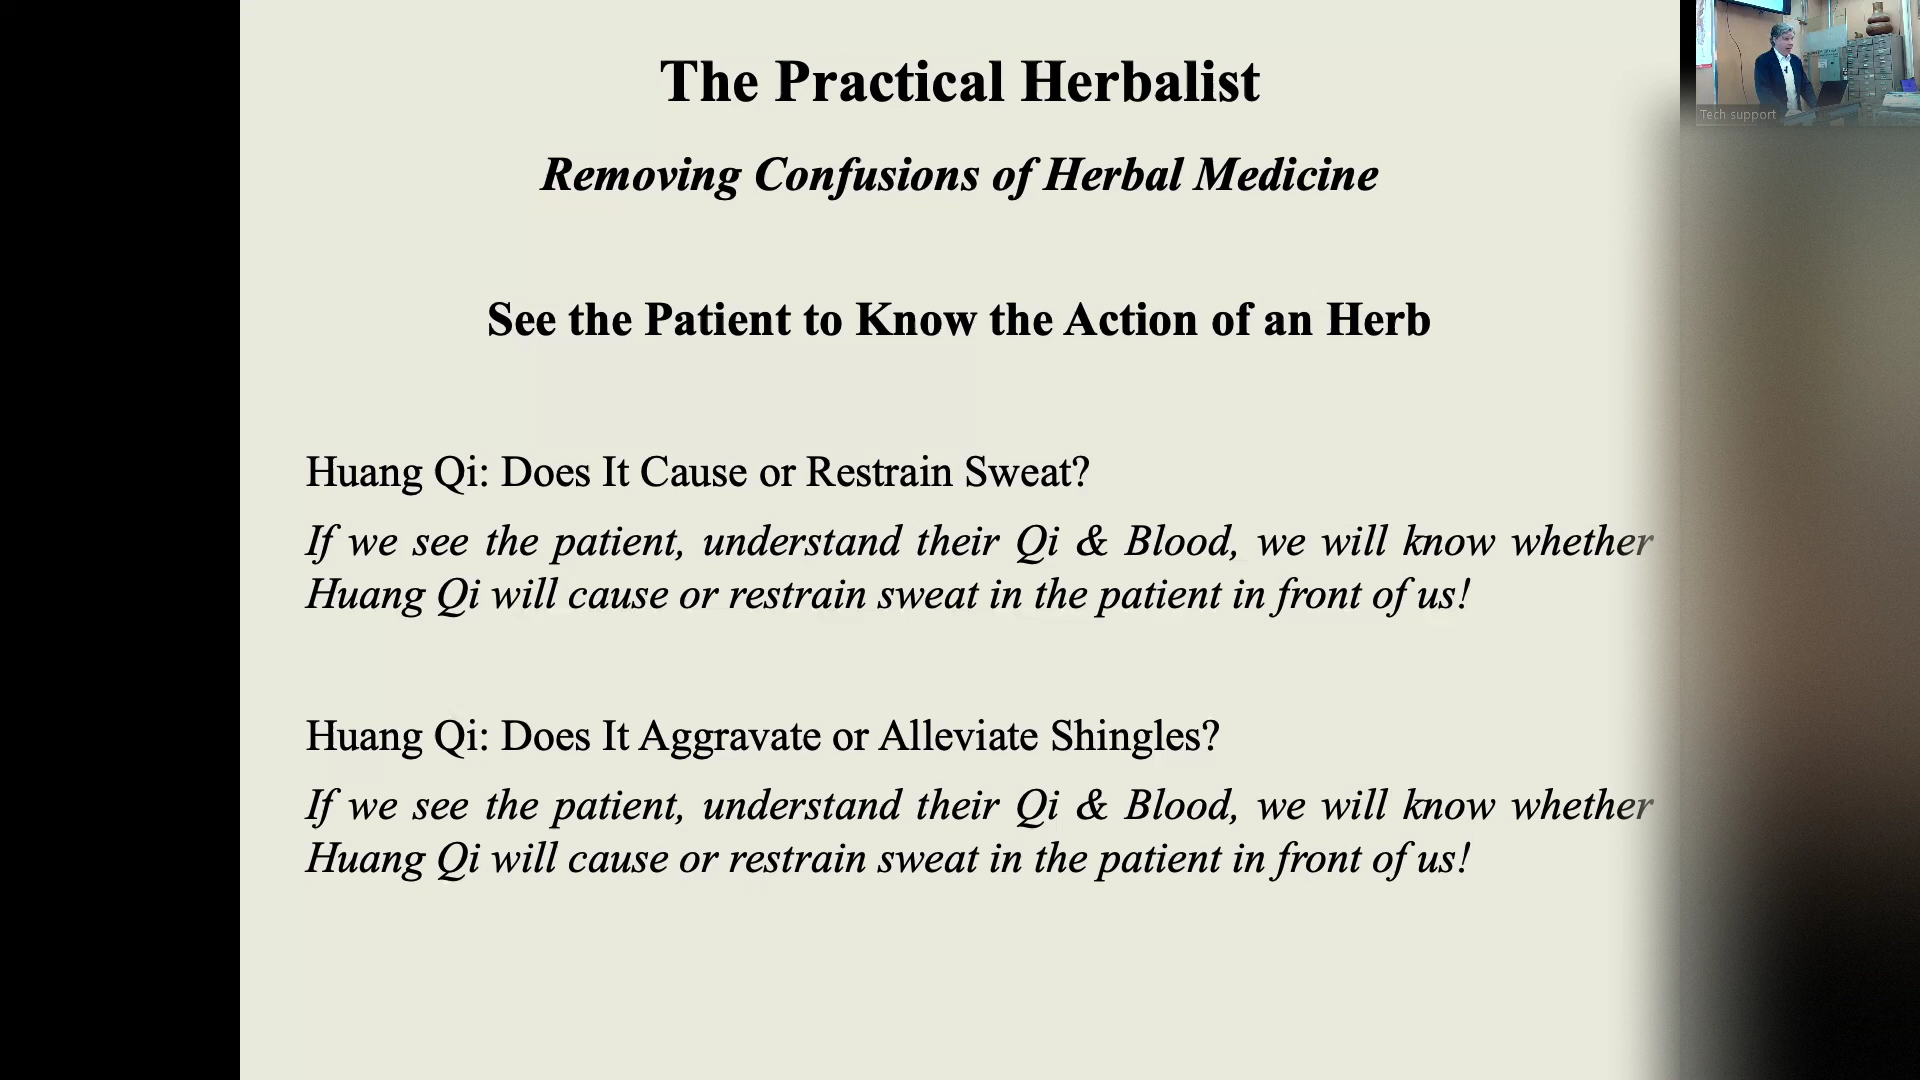 The Practical Herbalist
Removing Confusions of Herbal Medicine
See the Patient to Know the Action of an Herb
Huang Qi: Does It Cause or Restrain Sweat?
If we see the patient, understand their Qi & Blood, we will know whether
Huang Qi will cause or restrain sweat in the patient in front of us!
Huang Qi: Does It Aggravate or Alleviate Shingles?
If we see the patient, understand their Qi & Blood, we will know whether
Huang Qi will cause or restrain sweat in the patient in front of us!
Tech support